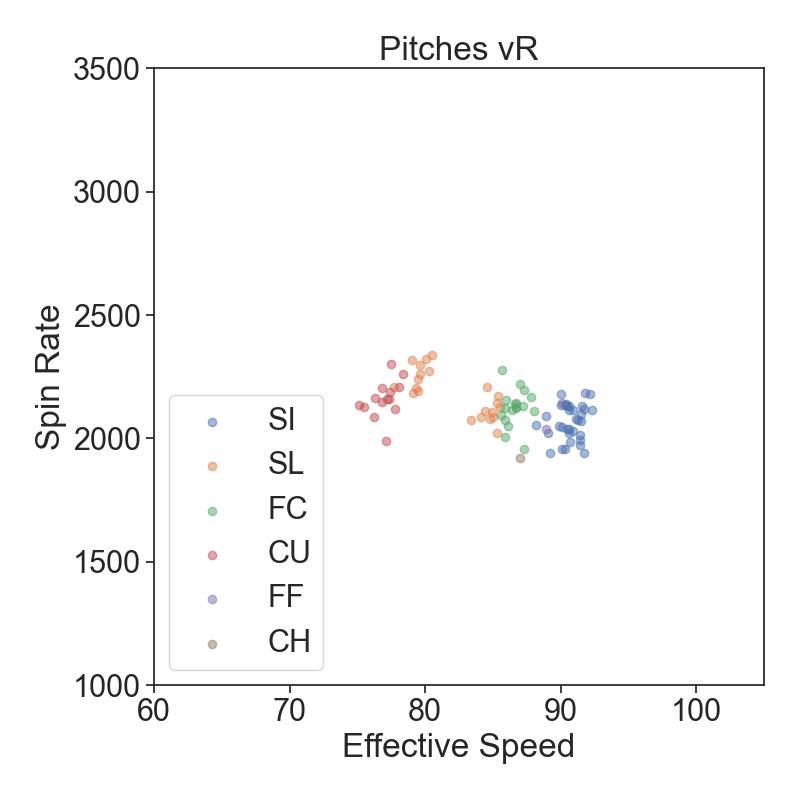 Pitches vR
3500
3000
2500
2000
1500
1000
Spin Rate
SI
SL
FC
CU
FF
CH
60 70 80 90 100
Effective Speed